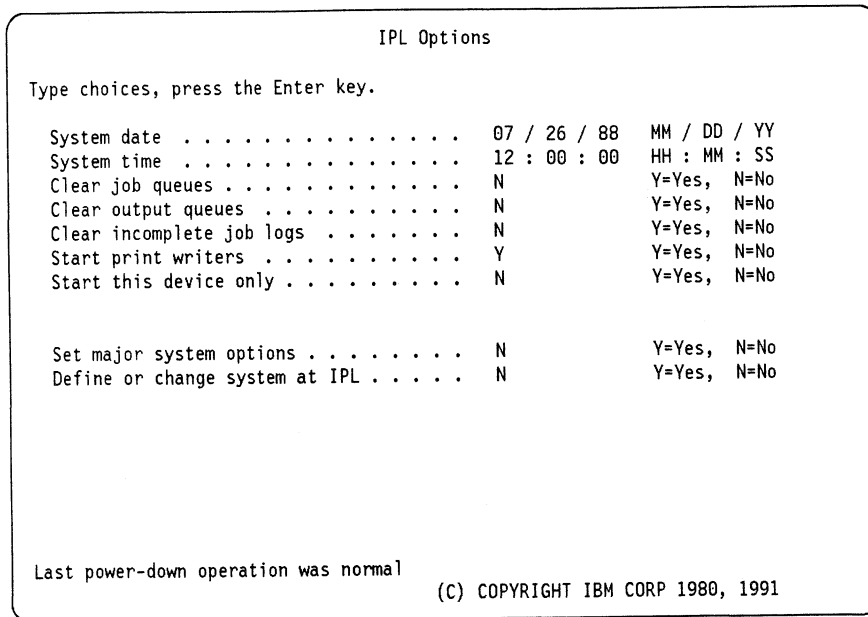 IPL Options
Type choices, press the Enter key.
System date . . . . . . . . . . . . . . 07 / 26 / 88 MM / DD / YY
System time . . . . . . . . . . . . . . 12 : 00 : 00 HH : MM : SS
Clear job queues . . . . . . . . . . . . N Y=Yes, N=No
Clear output queues . . . . . . . . . . N Y=Yes, N=No
Clear incomplete job logs . . . . . . . N Y=Yes, N=No
Start print writers . . . . . . . . . . Y Y=Yes, N=No
Start this device only . . . . . . . . . N Y=Yes, N=No
Set major system options . . . . . . . . N Y=Yes, N=No
Define or change system at IPL . . . . . N Y=Yes, N=No
Last power-down operation was normal
(C) COPYRIGHT IBM CORP 1980, 1991